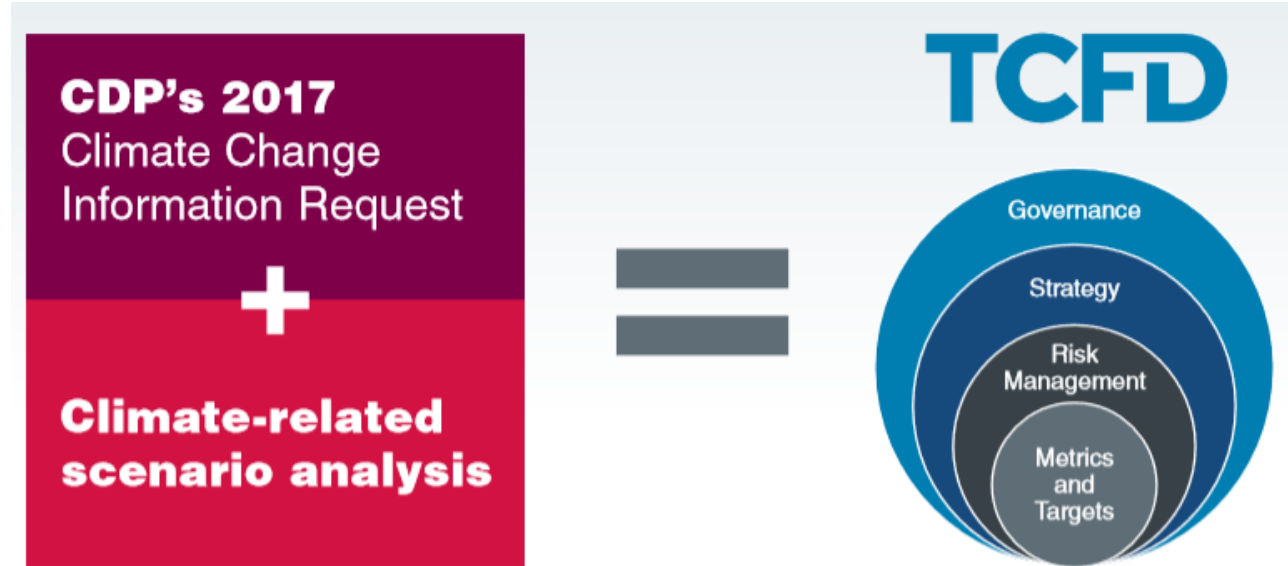 CDP's 2017
Climate Change
Information Request
+
Climate-related
scenario analysis
=
TCFD
Governance
Strategy
Risk
Management
Metrics
and
Targets